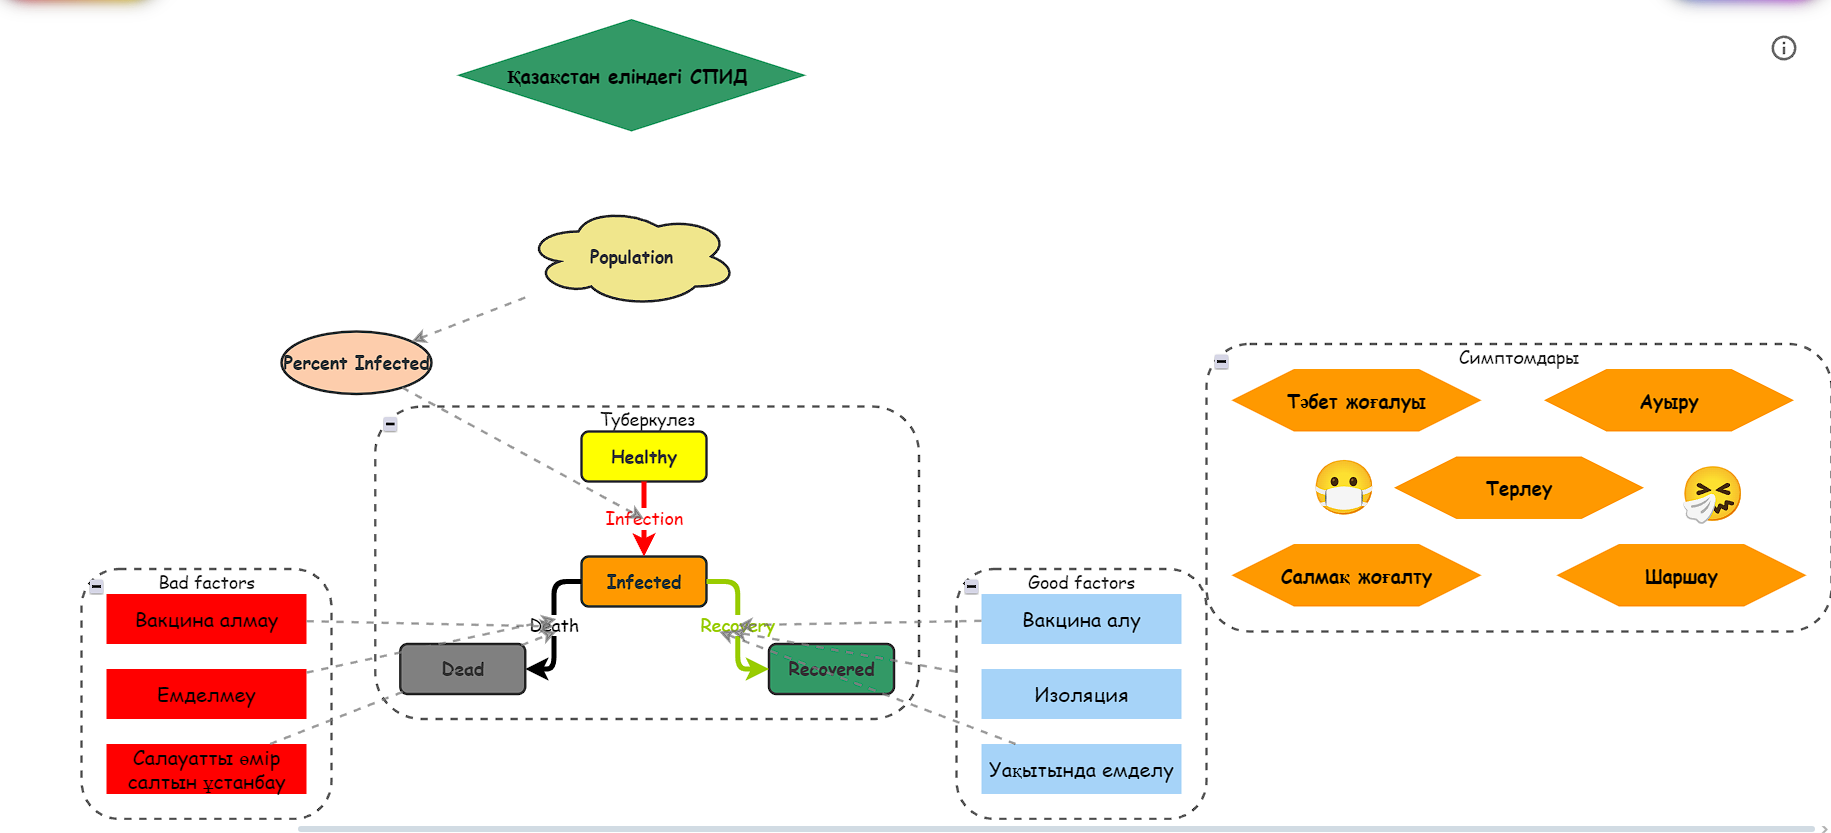 Қазақстан еліндегі СПИД
Population
Percent Infected
Туберкулез
Healthy
Infection
Infected
Death
Recovery
Dead
Recovered
Bad factors
Вакцина алмау
Емделмеу
Салауатты өмір
салтын ұстанбау
Good factors
Вакцина алу
Изоляция
Уақытында емделу
Симптомдары
Тәбет жоғалуы
Ауыру
Терлеу
Салмақ жоғалту
Шаршау